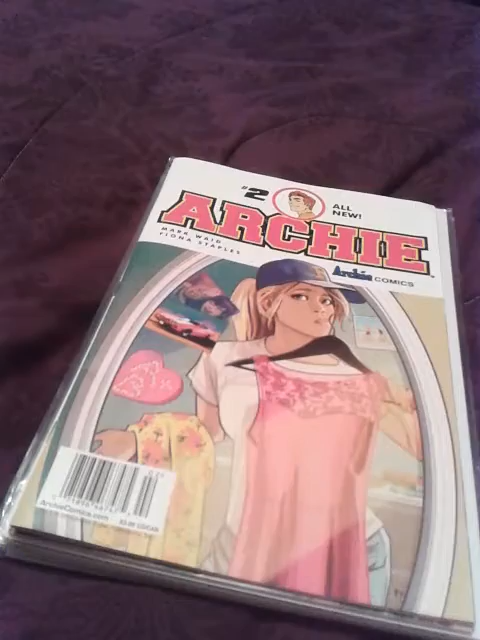 #2
ALL
NEW!
ARCHIE
MARK WAID
FIONA STAPLES
Archie COMICS
ArchieComics.com